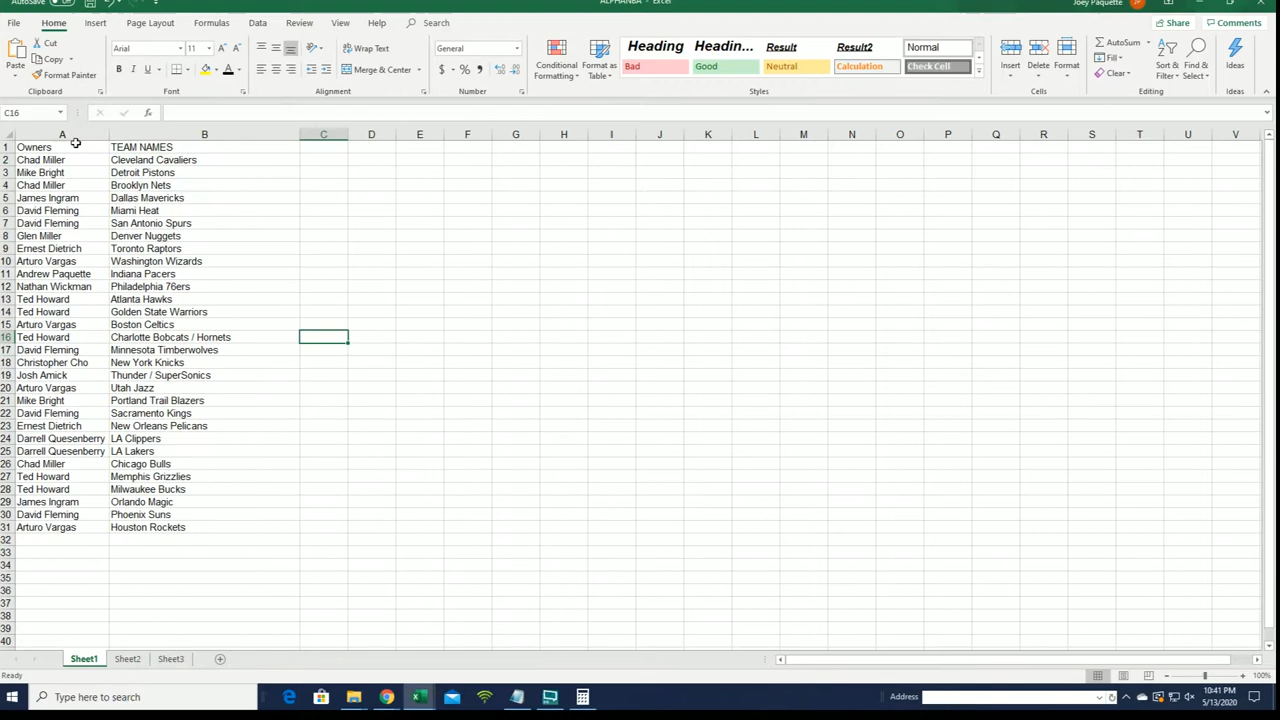 AutoSave Off ALPHANBA - Excel Joey Paquette JP
File Home Insert Page Layout Formulas Data Review View Help Search Share Comments
Paste Cut Copy Format Painter Clipboard
Arial 11 A A B I U A Font
Wrap Text Merge & Center Alignment
General $ % , Number
Conditional Formatting Format as Table
Heading Headin... Result Result2 Normal
Bad Good Neutral Calculation Check Cell
Styles
Insert Delete Format Cells
AutoSum Fill Clear Sort & Filter Find & Select Editing
Ideas Ideas
C16 fx
A B C D E F G H I J K L M N O P Q R S T U V
1 Owners TEAM NAMES
2 Chad Miller Cleveland Cavaliers
3 Mike Bright Detroit Pistons
4 Chad Miller Brooklyn Nets
5 James Ingram Dallas Mavericks
6 David Fleming Miami Heat
7 David Fleming San Antonio Spurs
8 Glen Miller Denver Nuggets
9 Ernest Dietrich Toronto Raptors
10 Arturo Vargas Washington Wizards
11 Andrew Paquette Indiana Pacers
12 Nathan Wickman Philadelphia 76ers
13 Ted Howard Atlanta Hawks
14 Ted Howard Golden State Warriors
15 Arturo Vargas Boston Celtics
16 Ted Howard Charlotte Bobcats / Hornets
17 David Fleming Minnesota Timberwolves
18 Christopher Cho New York Knicks
19 Josh Amick Thunder / SuperSonics
20 Arturo Vargas Utah Jazz
21 Mike Bright Portland Trail Blazers
22 David Fleming Sacramento Kings
23 Ernest Dietrich New Orleans Pelicans
24 Darrell Quesenberry LA Clippers
25 Darrell Quesenberry LA Lakers
26 Chad Miller Chicago Bulls
27 Ted Howard Memphis Grizzlies
28 Ted Howard Milwaukee Bucks
29 James Ingram Orlando Magic
30 David Fleming Phoenix Suns
31 Arturo Vargas Houston Rockets
32
33
34
35
36
37
38
39
40
Sheet1 Sheet2 Sheet3
Ready 100%
Type here to search Address 10:41 PM
5/13/2020